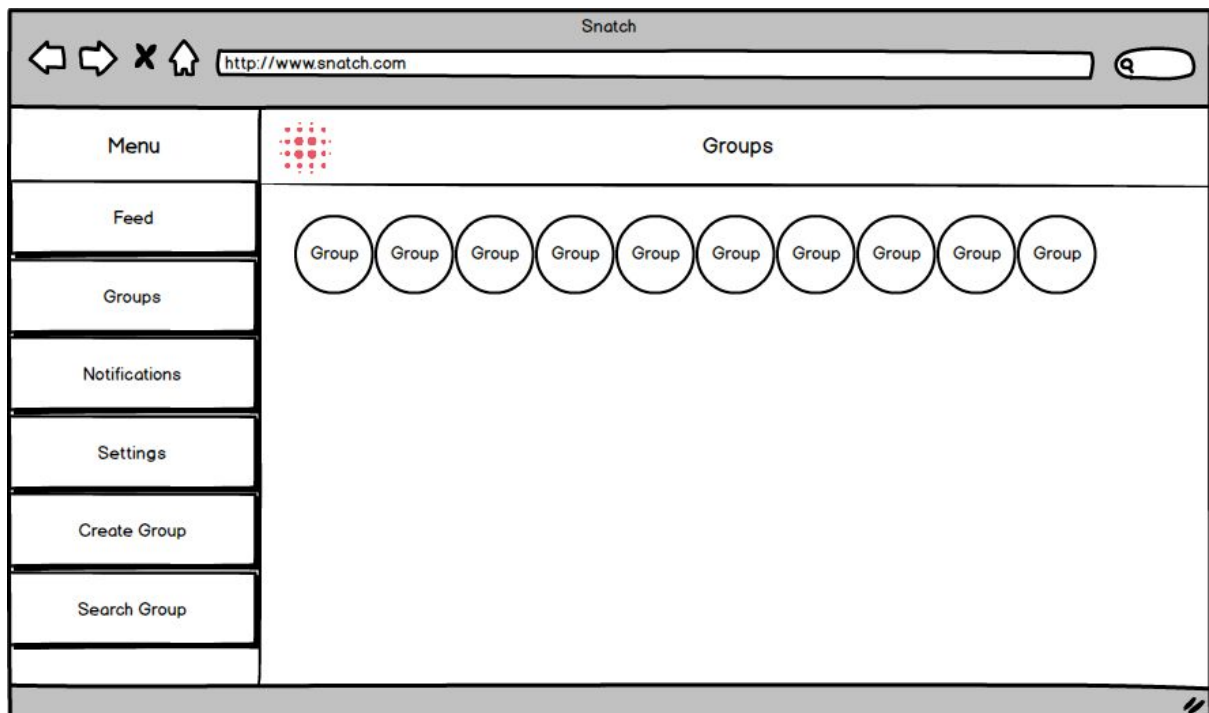 Snatch
http://www.snatch.com
Menu
Groups
Feed
Groups
Notifications
Settings
Create Group
Search Group
Group Group Group Group Group Group Group Group Group Group